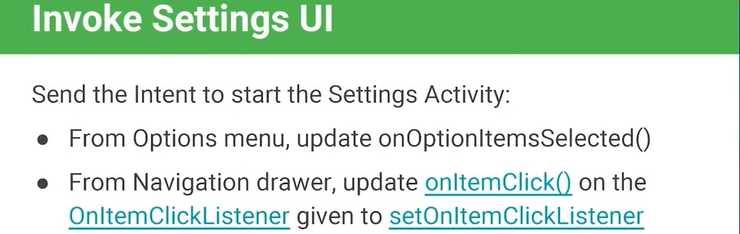 Invoke Settings UI
Send the Intent to start the Settings Activity:
● From Options menu, update onOptionItemsSelected()
● From Navigation drawer, update onItemClick() on the
OnItemClickListener given to setOnItemClickListener